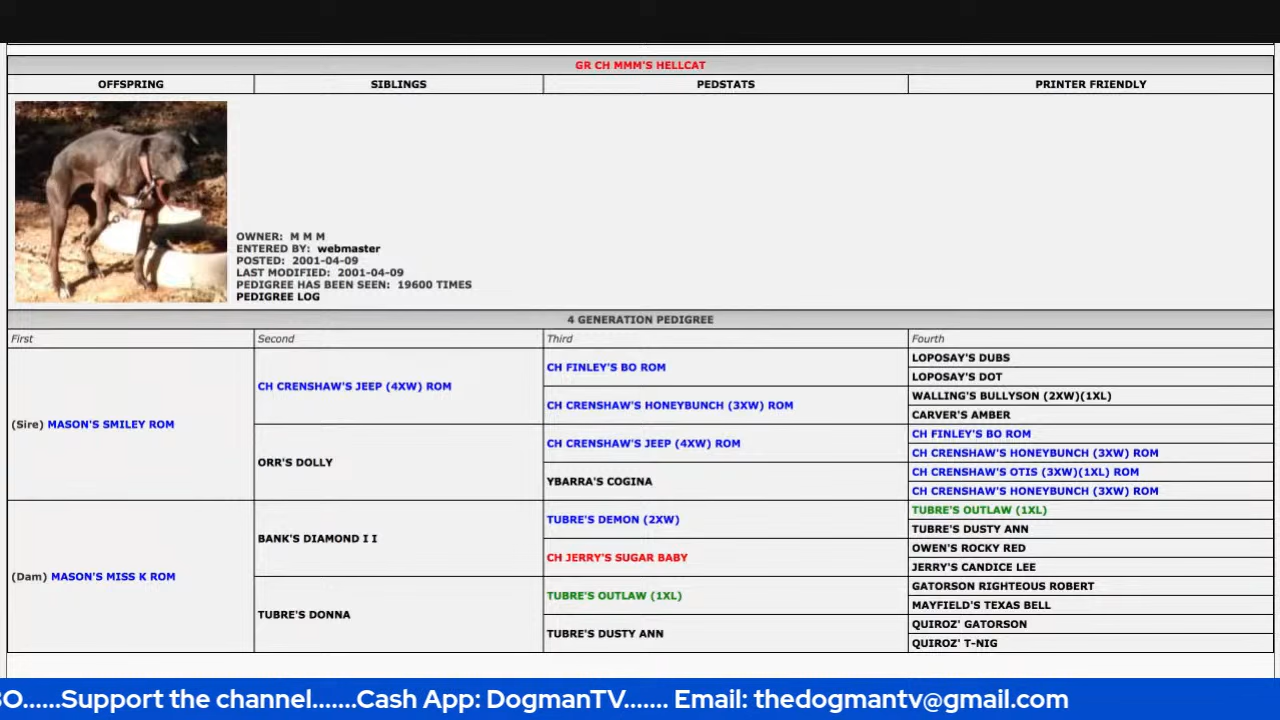 GR CH MMM'S HELLCAT
OFFSPRING SIBLINGS PEDSTATS PRINTER FRIENDLY
OWNER: M M M
ENTERED BY: webmaster
POSTED: 2001-04-09
LAST MODIFIED: 2001-04-09
PEDIGREE HAS BEEN SEEN: 19600 TIMES
PEDIGREE LOG
4 GENERATION PEDIGREE
First Second Third Fourth
(Sire) MASON'S SMILEY ROM
CH CRENSHAW'S JEEP (4XW) ROM
CH FINLEY'S BO ROM
LOPOSAY'S DUBS
LOPOSAY'S DOT
CH CRENSHAW'S HONEYBUNCH (3XW) ROM
WALLING'S BULLYSON (2XW)(1XL)
CARVER'S AMBER
ORR'S DOLLY
CH CRENSHAW'S JEEP (4XW) ROM
CH FINLEY'S BO ROM
CH CRENSHAW'S HONEYBUNCH (3XW) ROM
YBARRA'S COGINA
CH CRENSHAW'S OTIS (3XW)(1XL) ROM
CH CRENSHAW'S HONEYBUNCH (3XW) ROM
(Dam) MASON'S MISS K ROM
BANK'S DIAMOND I I
TUBRE'S DEMON (2XW)
TUBRE'S OUTLAW (1XL)
TUBRE'S DUSTY ANN
CH JERRY'S SUGAR BABY
OWEN'S ROCKY RED
JERRY'S CANDICE LEE
TUBRE'S DONNA
TUBRE'S OUTLAW (1XL)
GATORSON RIGHTEOUS ROBERT
MAYFIELD'S TEXAS BELL
TUBRE'S DUSTY ANN
QUIROZ' GATORSON
QUIROZ' T-NIG
BO......Support the channel.......Cash App: DogmanTV....... Email: thedogmantv@gmail.com